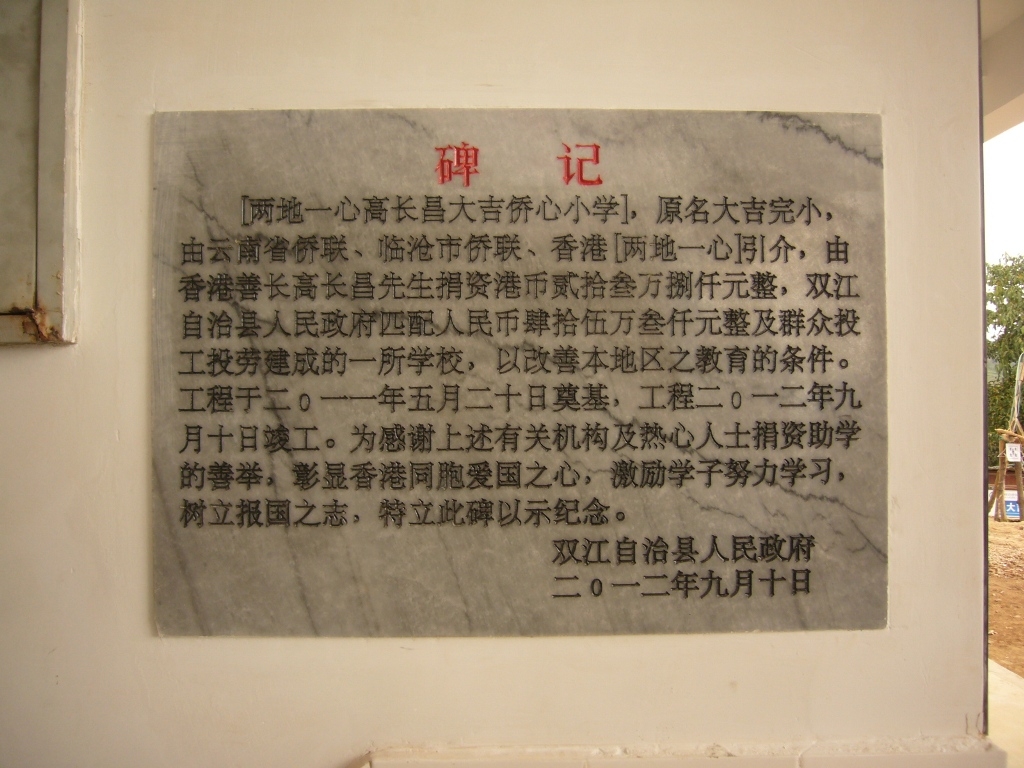 碑 记
[两地一心高长昌大吉侨心小学]，原名大吉完小，
由云南省侨联、临沧市侨联、香港[两地一心]引介，由
香港善长高长昌先生捐资港币贰拾叁万捌仟元整，双江
自治县人民政府匹配人民币肆拾伍万叁仟元整及群众投
工投劳建成的一所学校，以改善本地区之教育的条件。
工程于二0一一年五月二十日奠基，工程二0一二年九
月十日竣工。为感谢上述有关机构及热心人士捐资助学
的善举，彰显香港同胞爱国之心，激励学子努力学习，
树立报国之志，特立此碑以示纪念。
双江自治县人民政府
二0一二年九月十日